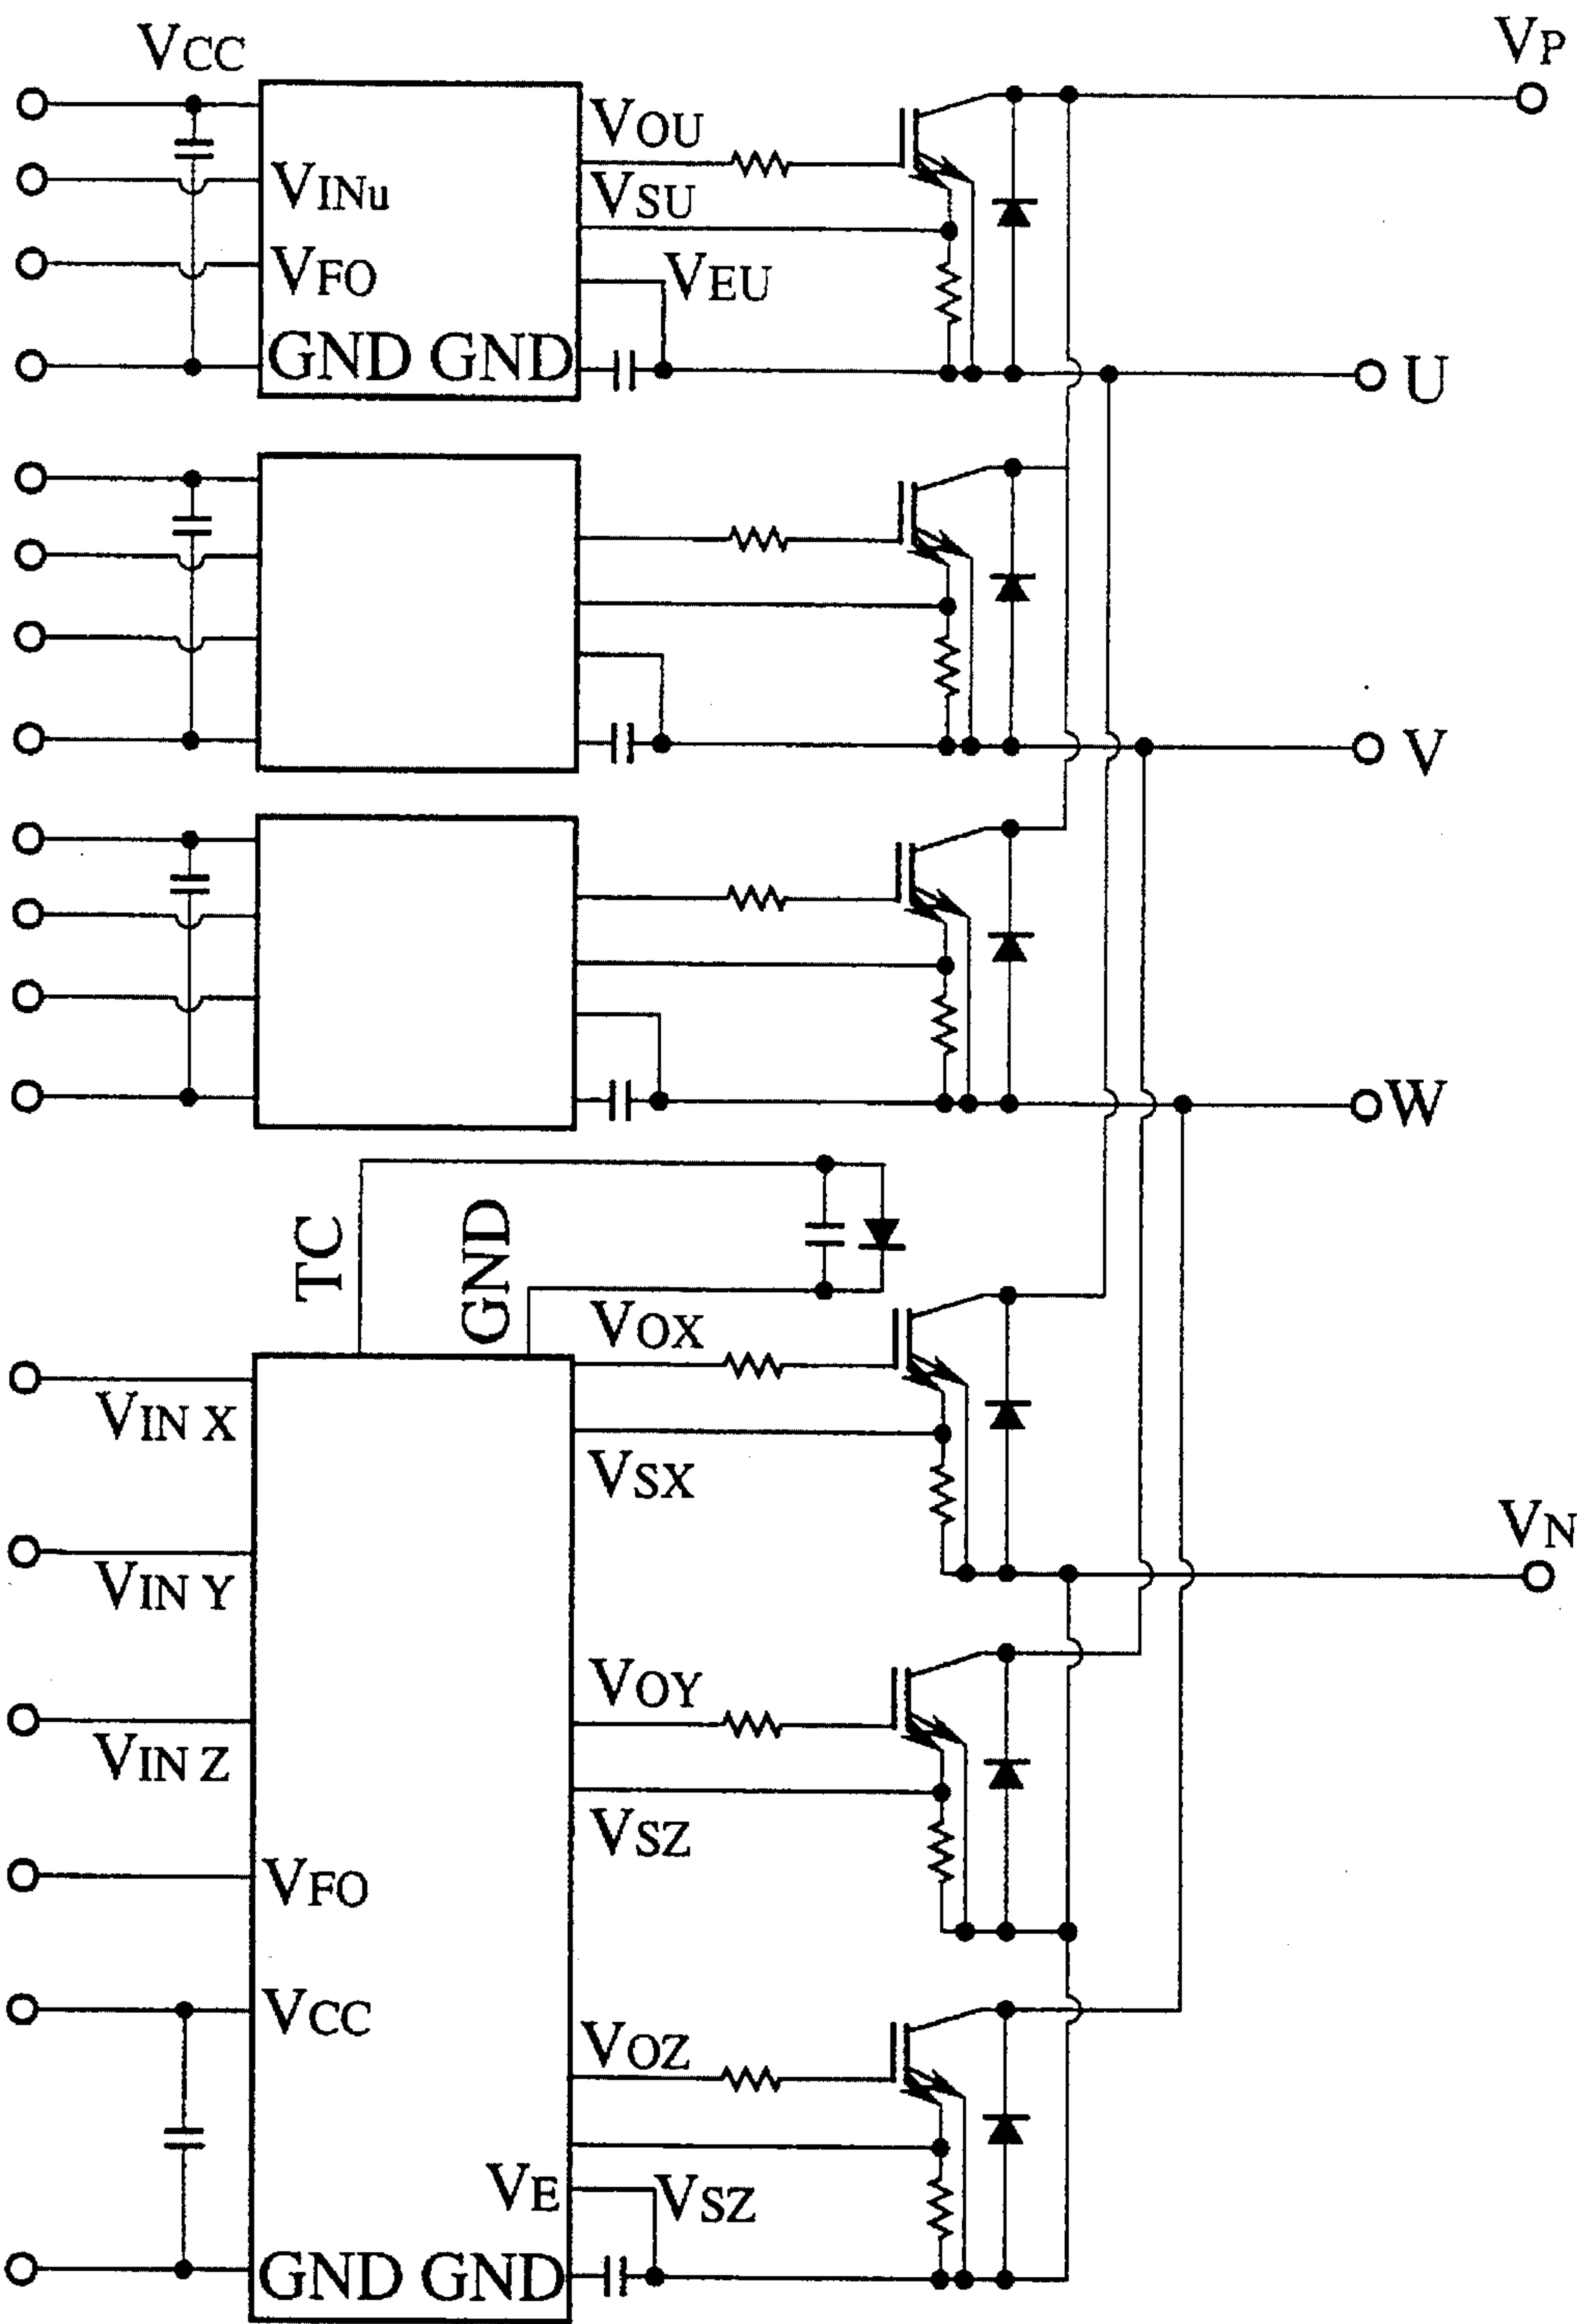 VCC
VP
VOU
VINu
VSU
VFO
VEU
GND GND
U
V
W
TC
GND
VOX
VIN X
VSX
VN
VIN Y
VOY
VIN Z
VSZ
VFO
VCC
VOZ
VE
VSZ
GND GND